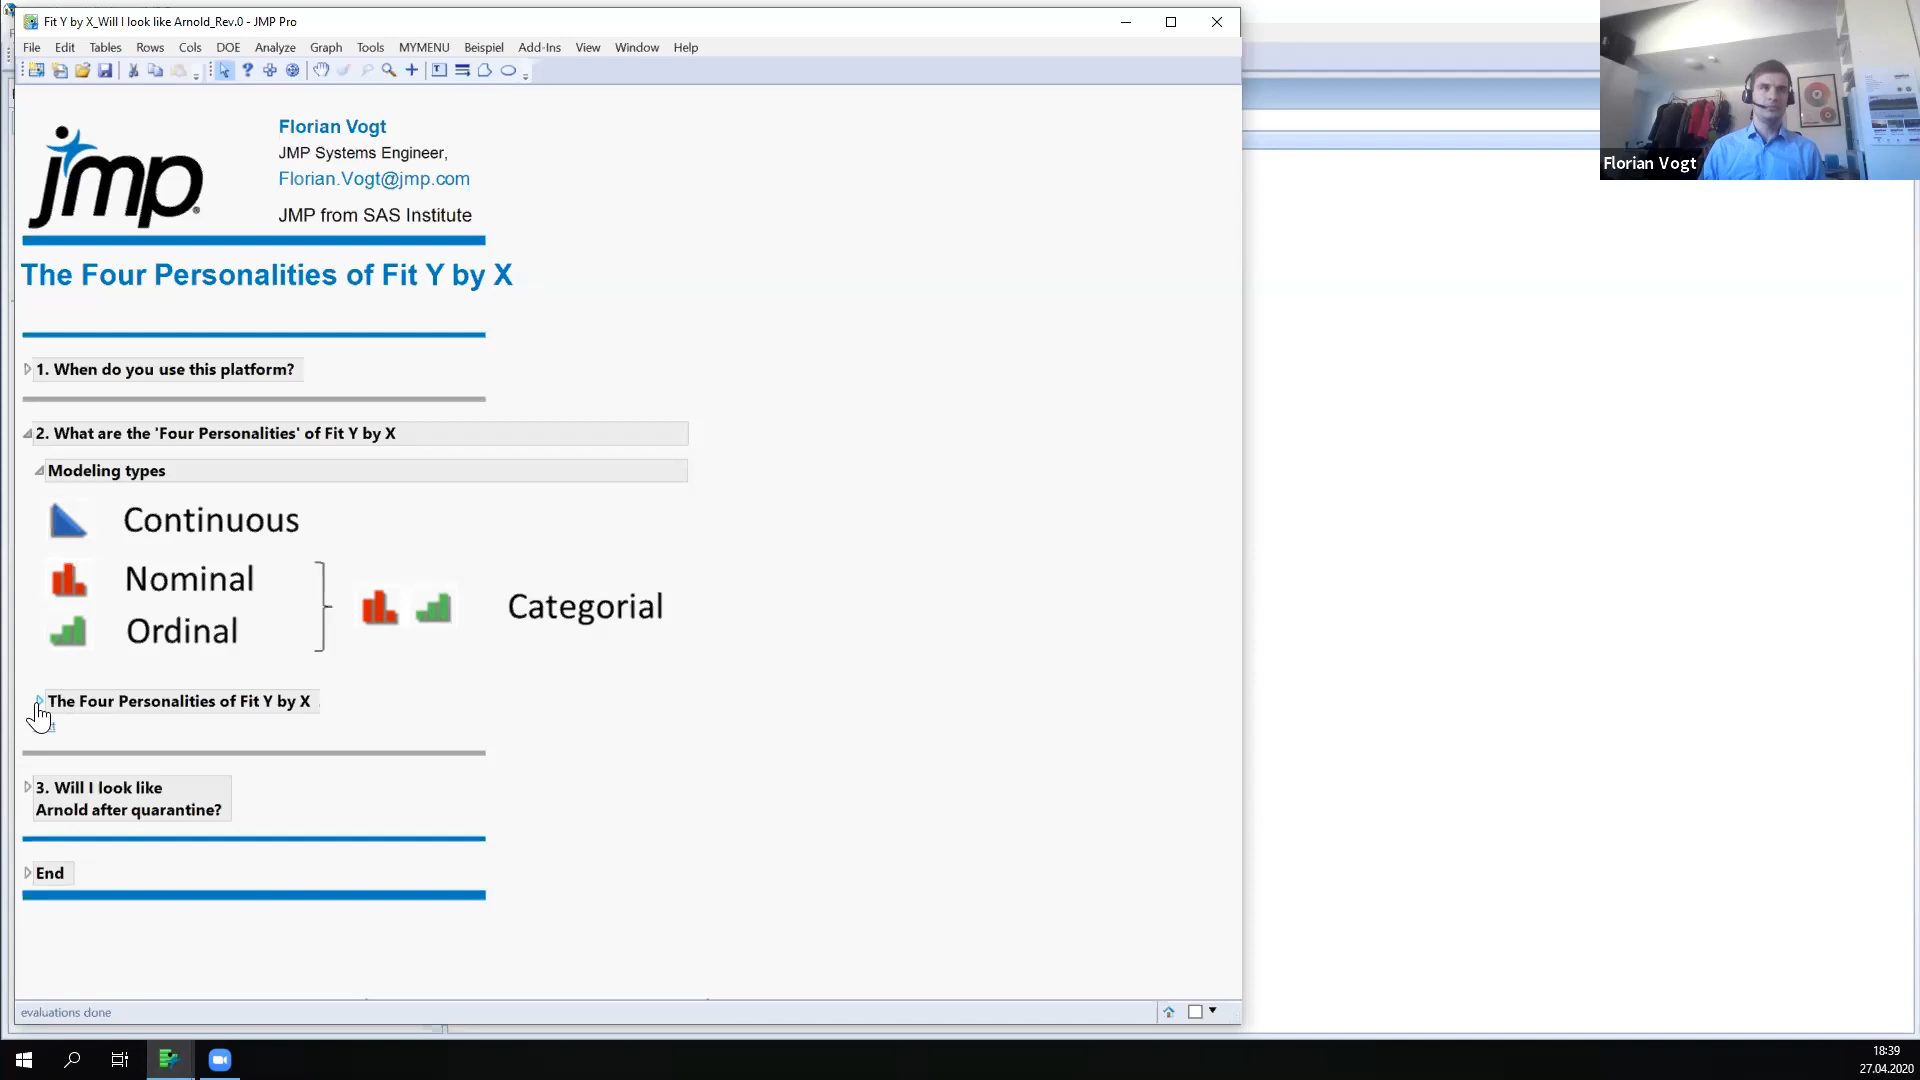 Fit Y by X_Will I look like Arnold_Rev.0 - JMP Pro
File Edit Tables Rows Cols DOE Analyze Graph Tools MYMENU Beispiel Add-Ins View Window Help
jmp
Florian Vogt
JMP Systems Engineer,
Florian.Vogt@jmp.com
JMP from SAS Institute
The Four Personalities of Fit Y by X
1. When do you use this platform?
2. What are the 'Four Personalities' of Fit Y by X
Modeling types
Continuous
Nominal
Ordinal
Categorial
The Four Personalities of Fit Y by X
3. Will I look like
Arnold after quarantine?
End
evaluations done
Florian Vogt
18:39
27.04.2020